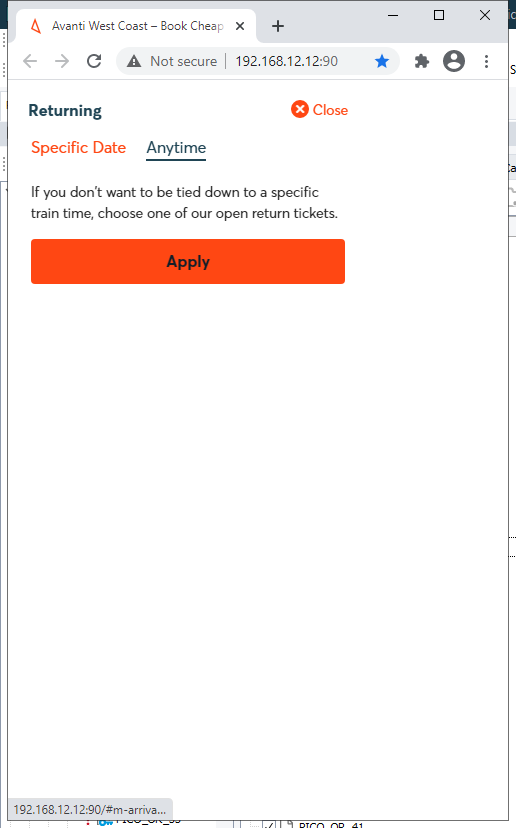 Avanti West Coast – Book Cheap
Not secure | 192.168.12.12:90
Returning
Close
Specific Date
Anytime
If you don't want to be tied down to a specific
train time, choose one of our open return tickets.
Apply
192.168.12.12:90/#m-arriva...
PICO_OR_41